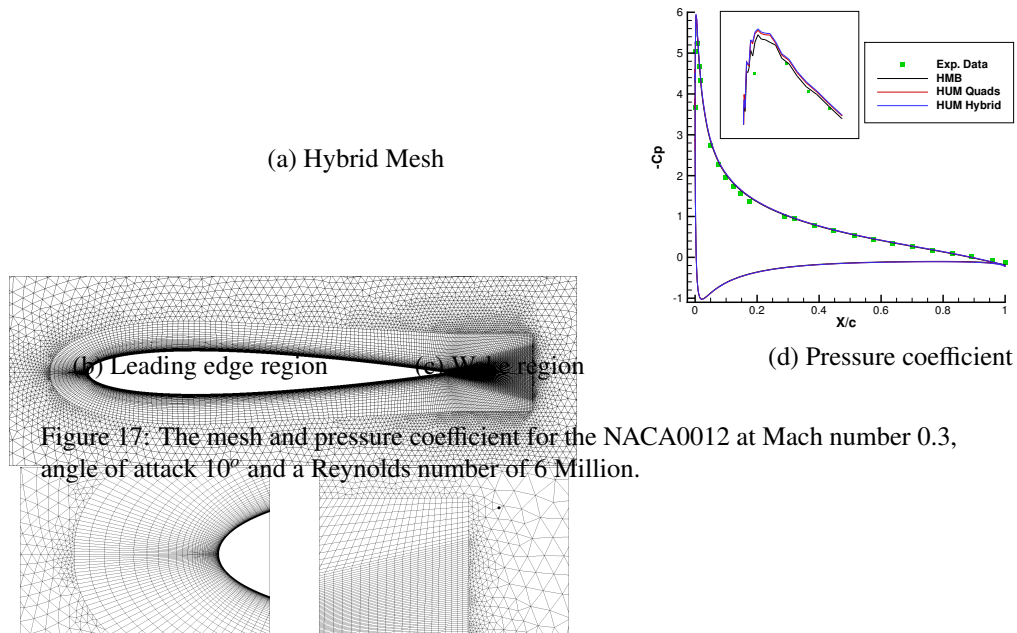 (a) Hybrid Mesh
6
5
4
3
2
1
0
-1
-Cp
0
0.2
0.4
0.6
0.8
1
X/c
Exp. Data
HMB
HUM Quads
HUM Hybrid
(b) Leading edge region
(c) Wake region
(d) Pressure coefficient
Figure 17: The mesh and pressure coefficient for the NACA0012 at Mach number 0.3,
angle of attack 10º and a Reynolds number of 6 Million.